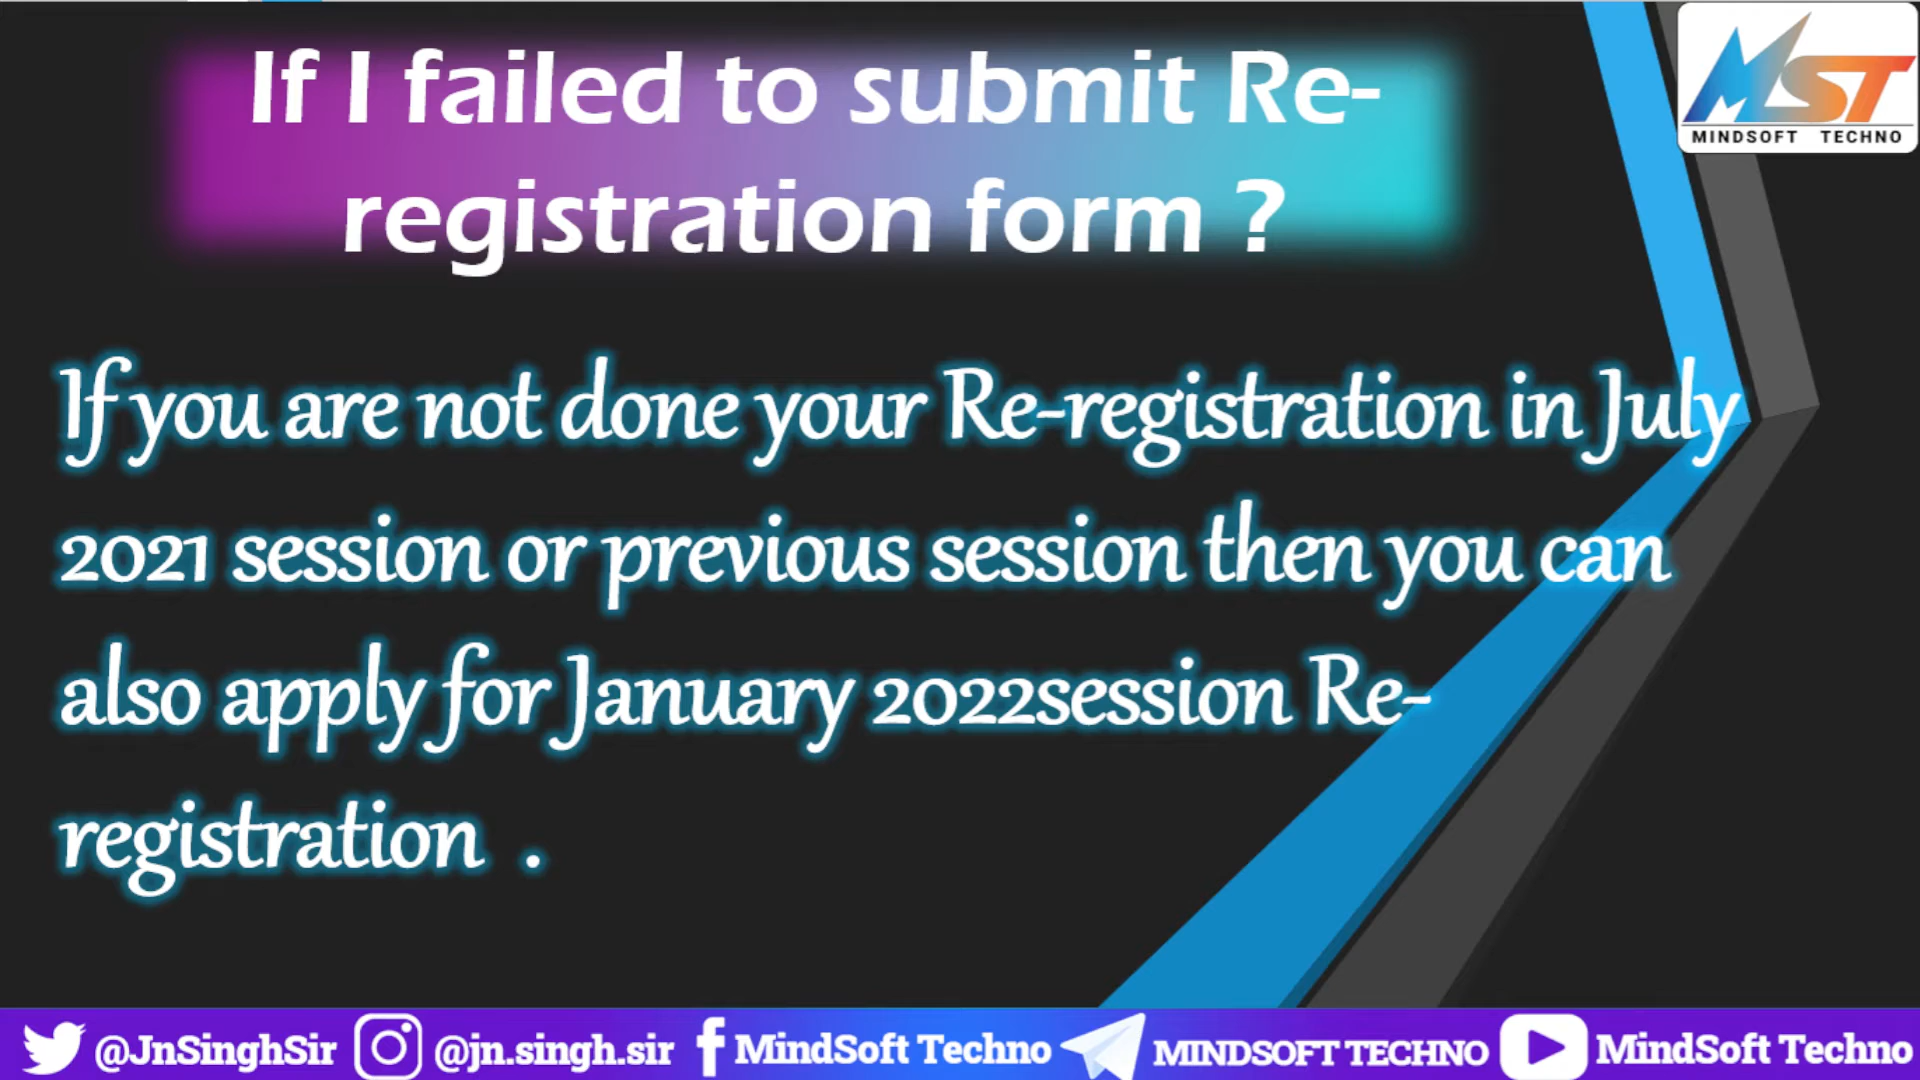 MST
MINDSOFT TECHNO
If I failed to submit Re-
registration form ?
If you are not done your Re-registration in July
2021 session or previous session then you can
also apply for January 2022session Re-
registration .
@JnSinghSir @jn.singh.sir MindSoft Techno MINDSOFT TECHNO MindSoft Techno